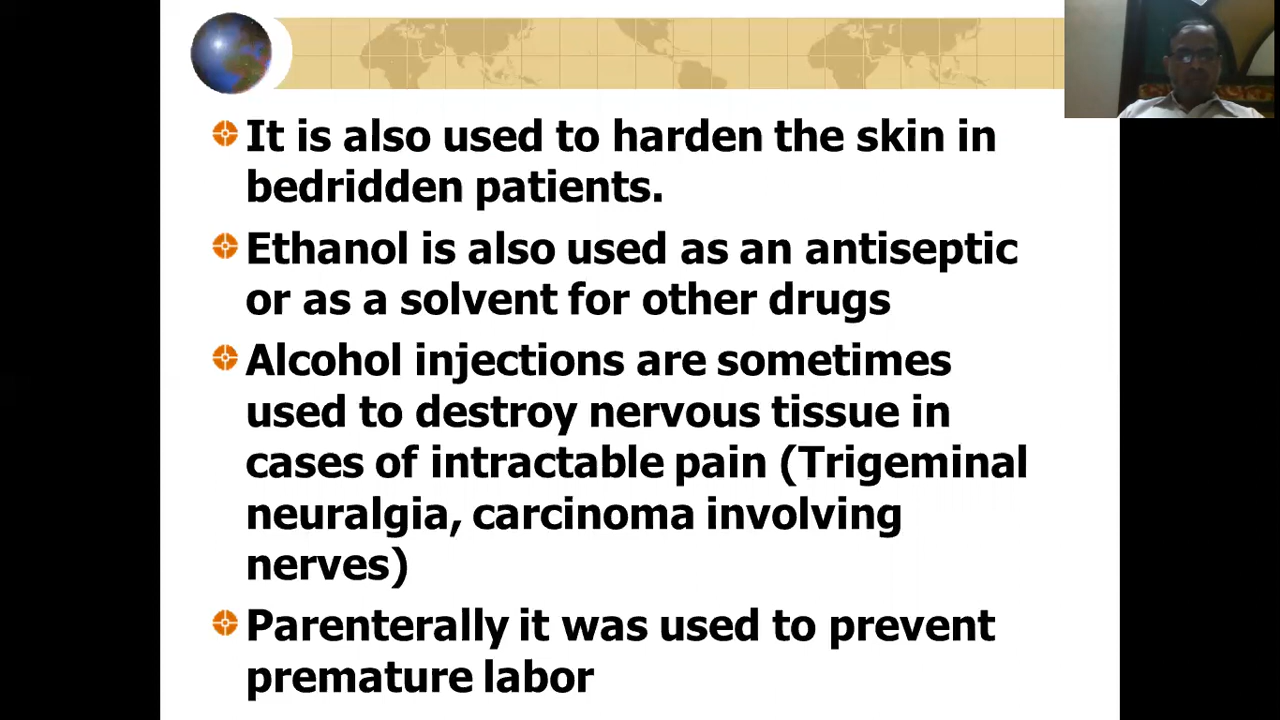 It is also used to harden the skin in
bedridden patients.
Ethanol is also used as an antiseptic
or as a solvent for other drugs
Alcohol injections are sometimes
used to destroy nervous tissue in
cases of intractable pain (Trigeminal
neuralgia, carcinoma involving
nerves)
Parenterally it was used to prevent
premature labor